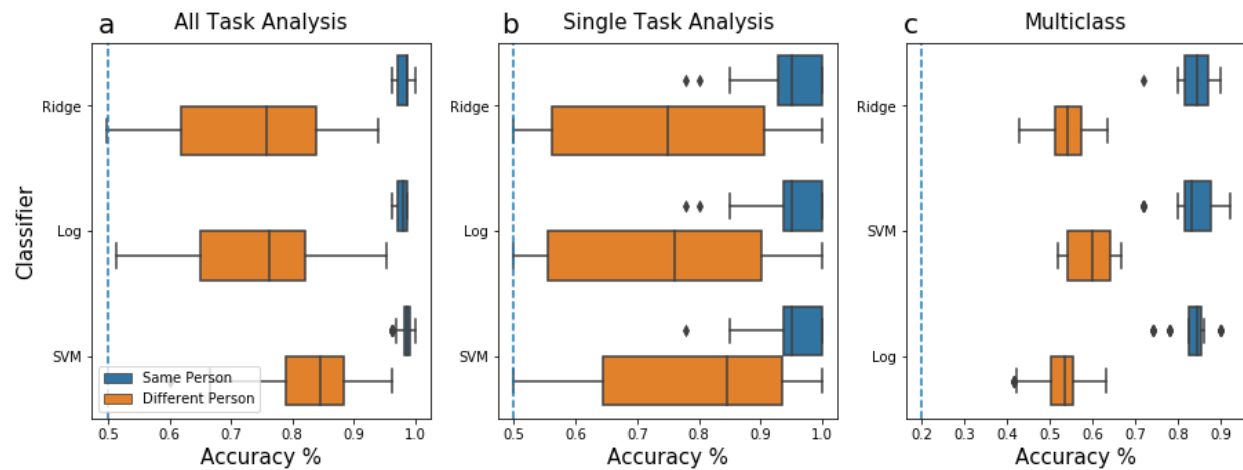 a All Task Analysis
b Single Task Analysis
c Multiclass
Classifier
Ridge
Log
SVM
Same Person
Different Person
0.5 0.6 0.7 0.8 0.9 1.0
Accuracy %
Ridge
Log
SVM
0.5 0.6 0.7 0.8 0.9 1.0
Accuracy %
Ridge
SVM
Log
0.2 0.3 0.4 0.5 0.6 0.7 0.8 0.9
Accuracy %